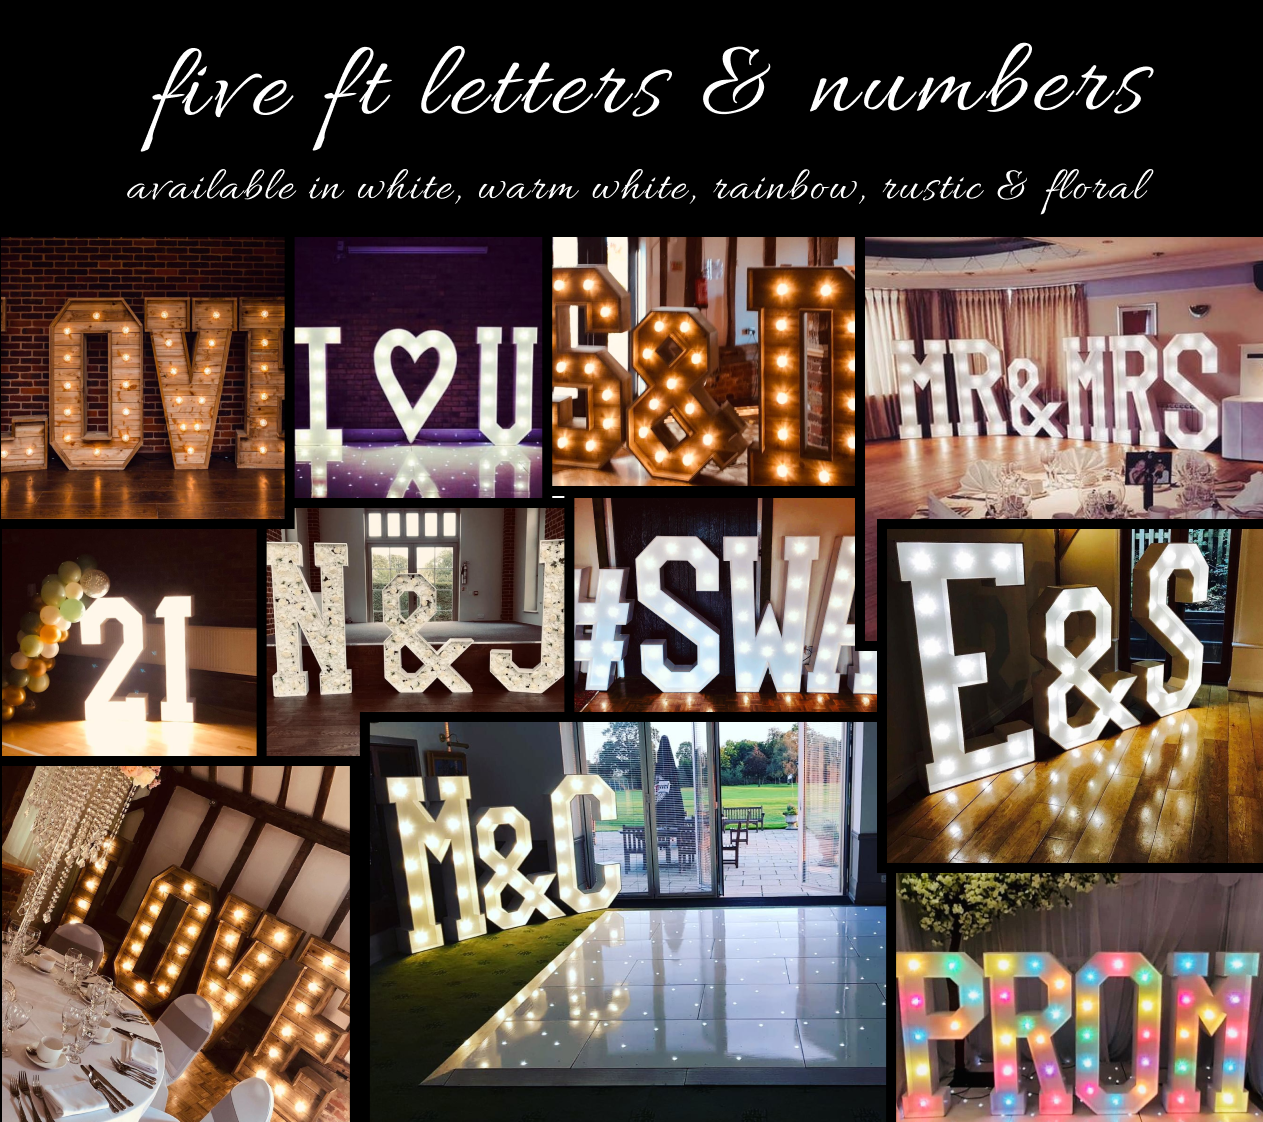 five ft letters & numbers
available in white, warm white, rainbow, rustic & floral
LOVE
I ♥ U
S&T
MR&MRS
21
N&J
#SWA
E&S
LOVE
M&C
PROM